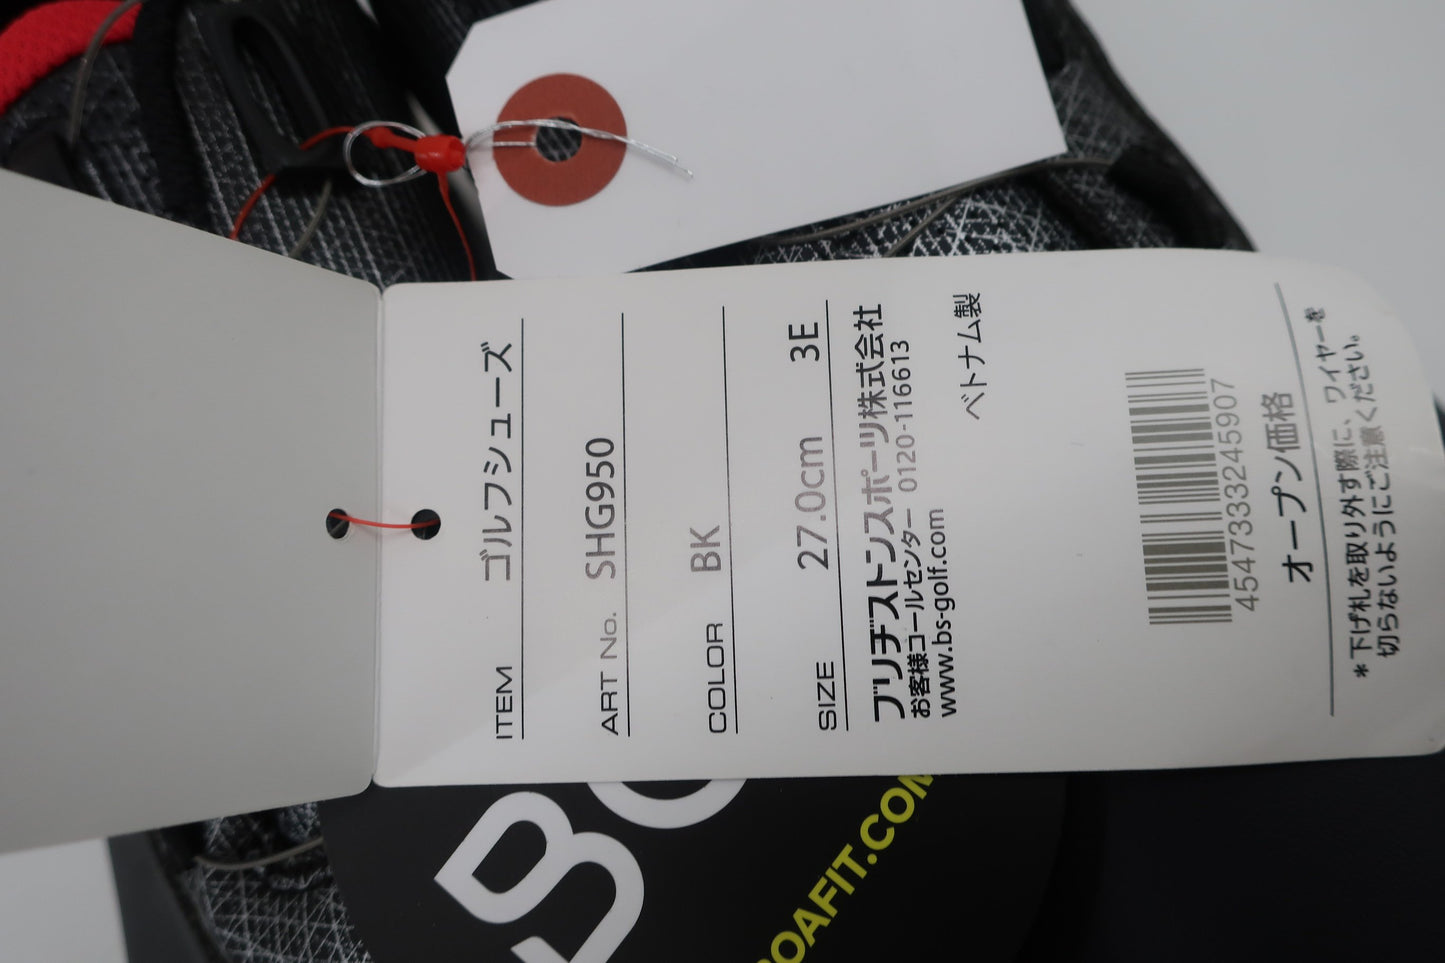 ITEM ゴルフシューズ
ART No. SHG950
COLOR BK
SIZE 27.0cm 3E
ブリヂストンスポーツ株式会社
お客様コールセンター 0120-116613
www.bs-golf.com
ベトナム製
4547333245907
オープン価格
*下げ札を取り外す際に、ワイヤーを
切らないようにご注意ください。
BO
BOAFIT.COM